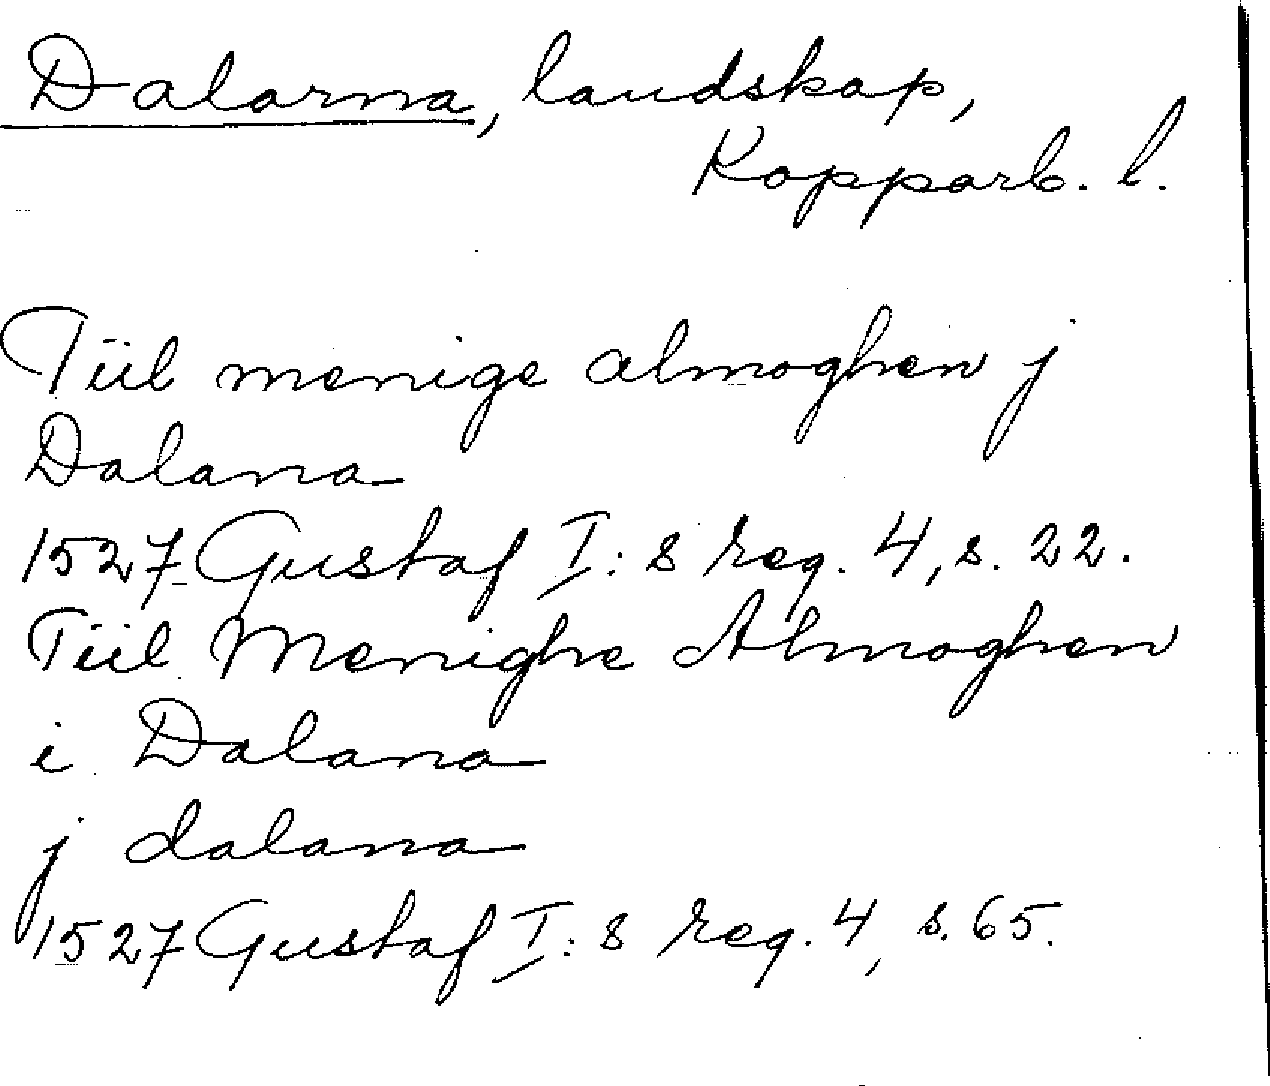 Dalarna, landskap,
Kopparb. l.
Tiil menige almoghen j
Dalana
1527 Gustaf I:s reg. 4, s. 22.
Tiil Menighe Almoghen
i Dalana
j dalana
1527 Gustaf I:s reg. 4, s. 65.